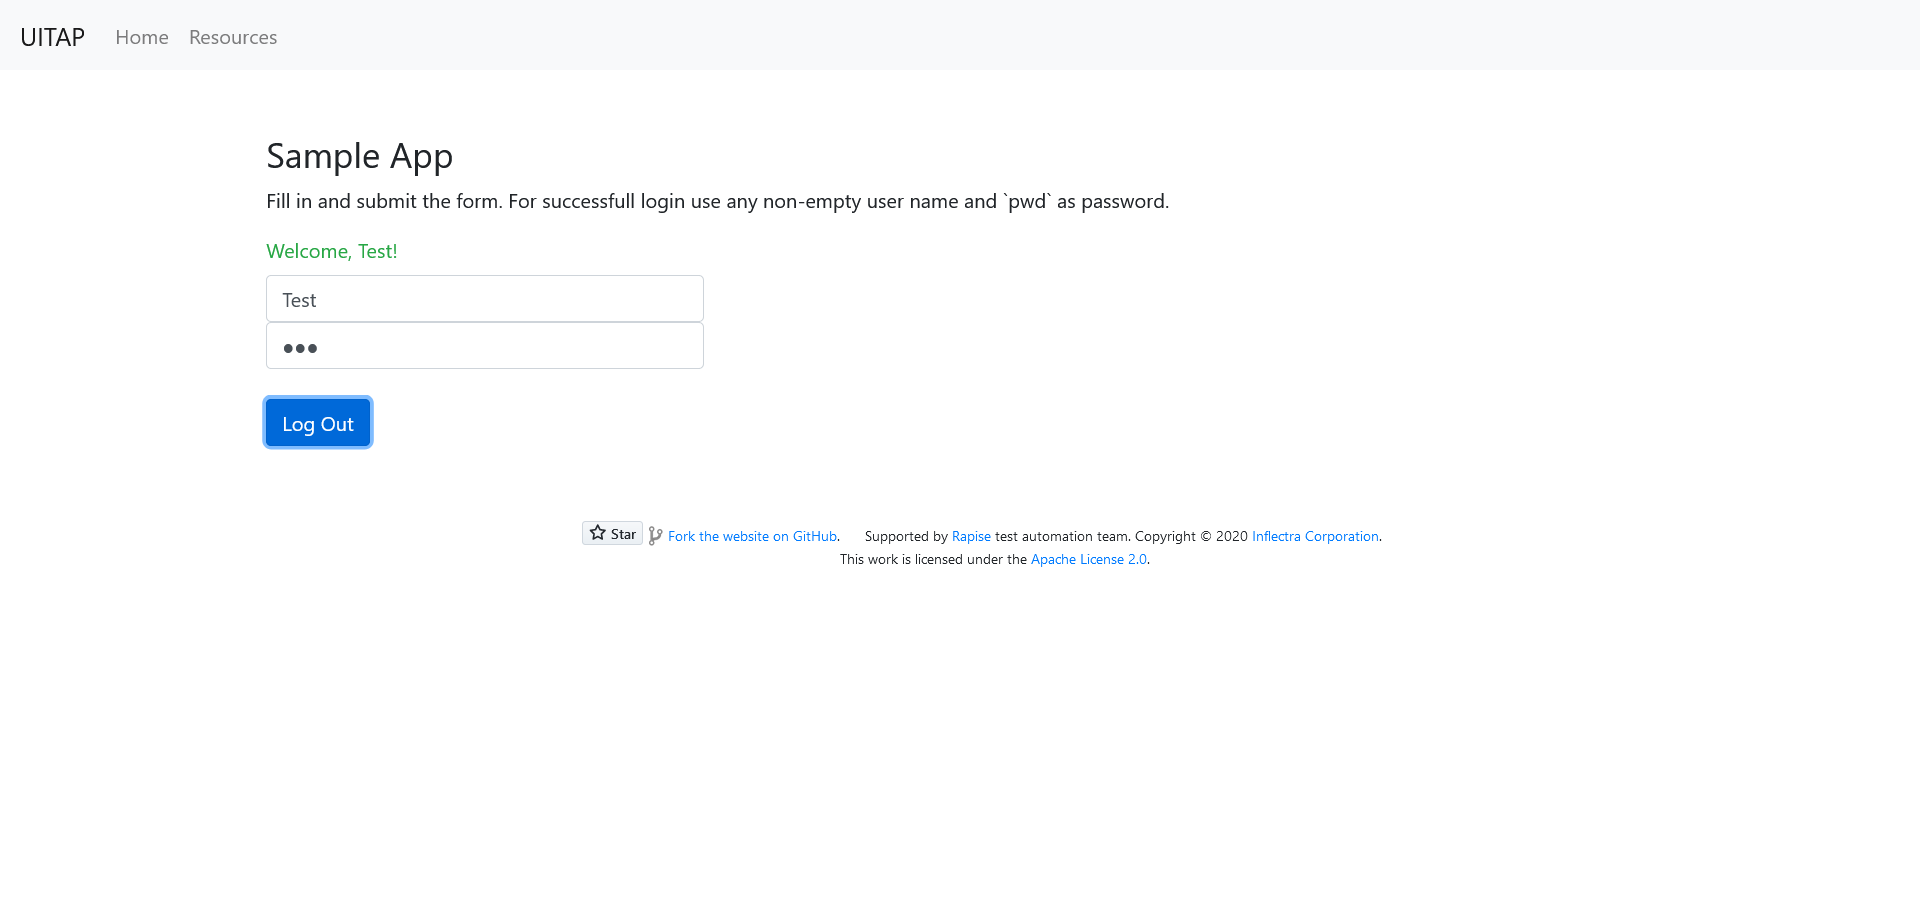 UITAP Home Resources
Sample App
Fill in and submit the form. For successfull login use any non-empty user name and `pwd` as password.
Welcome, Test!
Test
●●●
Log Out
Star Fork the website on GitHub. Supported by Rapise test automation team. Copyright © 2020 Inflectra Corporation.
This work is licensed under the Apache License 2.0.